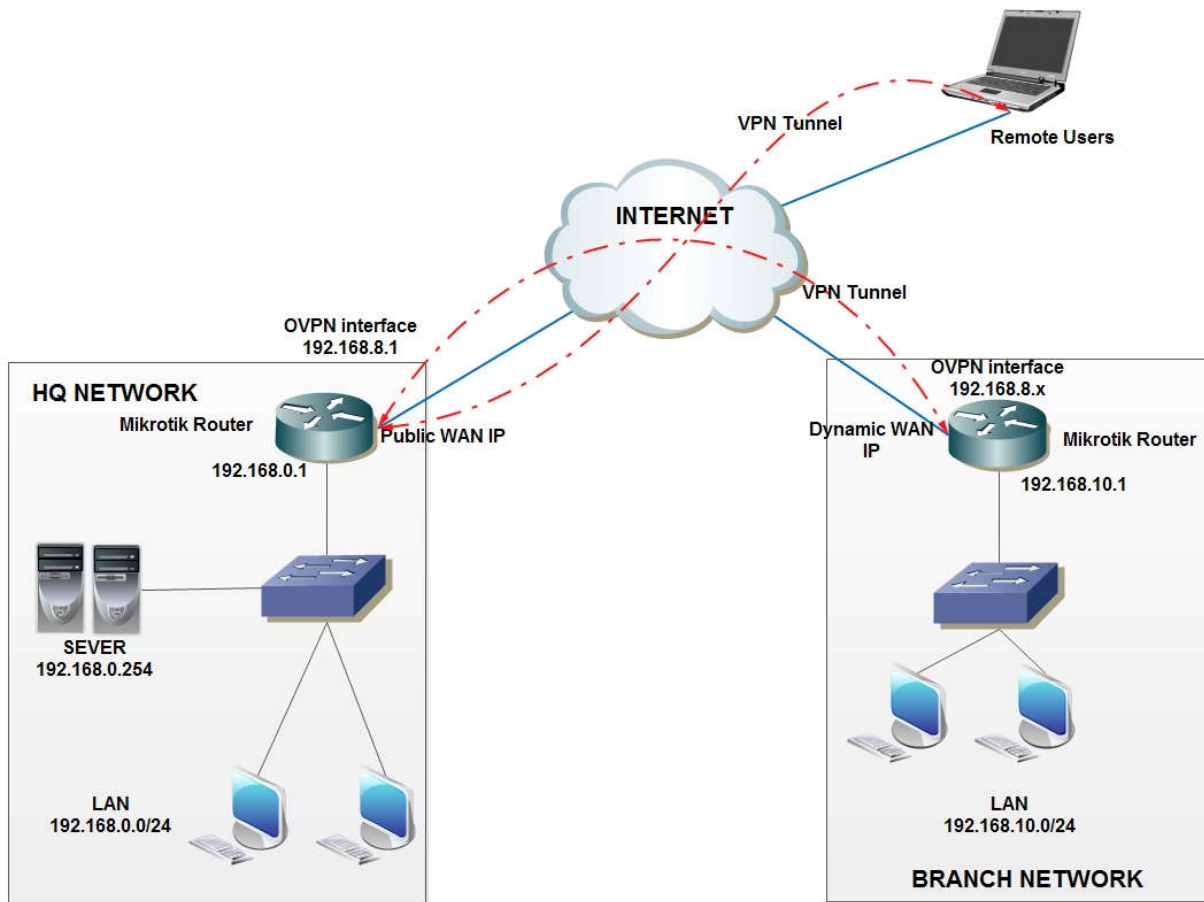 VPN Tunnel
Remote Users
INTERNET
VPN Tunnel
OVPN interface
192.168.8.1
HQ NETWORK
Mikrotik Router
Public WAN IP
192.168.0.1
SEVER
192.168.0.254
LAN
192.168.0.0/24
OVPN interface
192.168.8.x
Dynamic WAN
IP
Mikrotik Router
192.168.10.1
LAN
192.168.10.0/24
BRANCH NETWORK